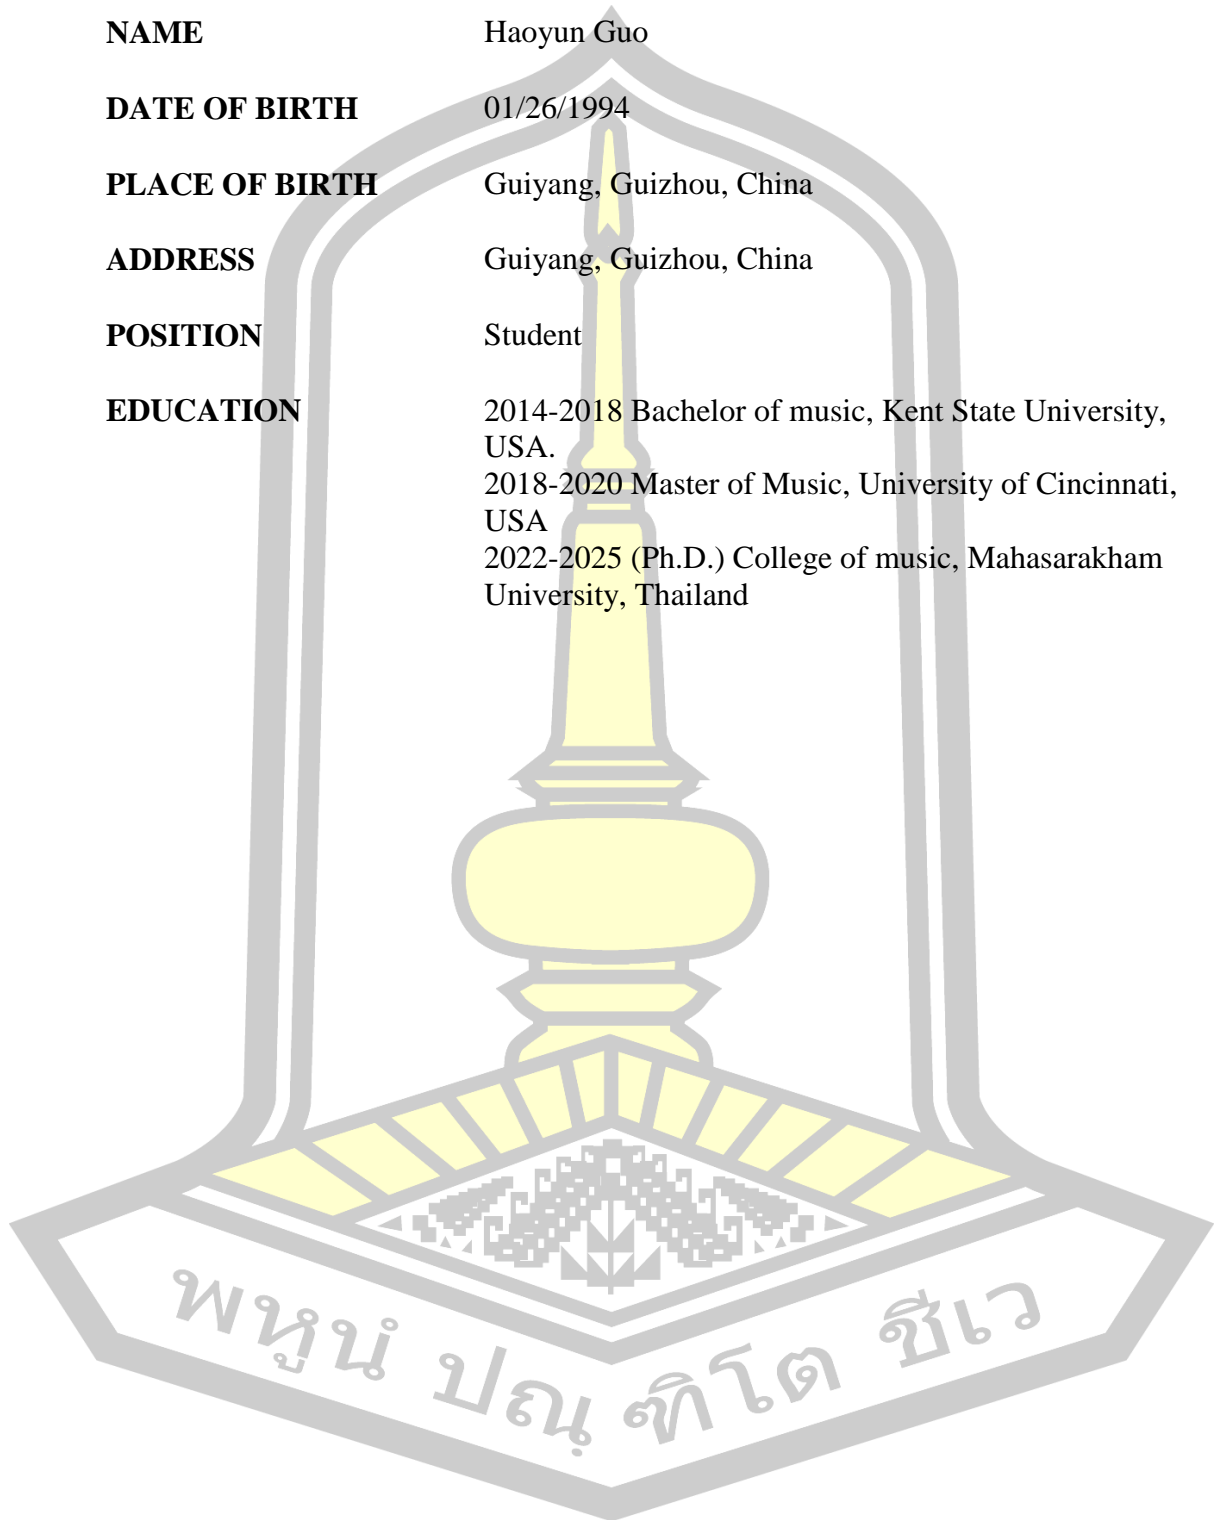 NAME Haoyun Guo
DATE OF BIRTH 01/26/1994
PLACE OF BIRTH Guiyang, Guizhou, China
ADDRESS Guiyang, Guizhou, China
POSITION Student
EDUCATION 2014-2018 Bachelor of music, Kent State University,
USA.
2018-2020 Master of Music, University of Cincinnati,
USA
2022-2025 (Ph.D.) College of music, Mahasarakham
University, Thailand
พหูนํ ปณฺฑิโต ชีเว